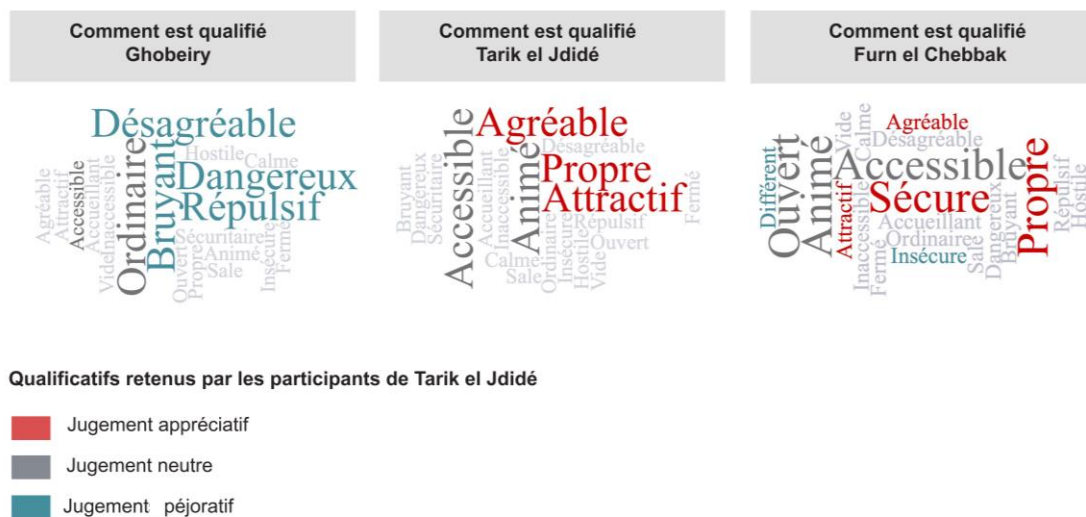 Comment est qualifié
Ghobeiry
Comment est qualifié
Tarik el Jdidé
Comment est qualifié
Furn el Chebbak
Désagréable
Ordinaire
Bruyant
Hostile
Calme
Dangereux
Répulsif
Agréable
Attractif
Accessible
Accueillant
Inaccessible
Vide
Sécuritaire
Animé
Sale
Ouvert
Propre
Insécure
Fermé
Accessible
Agréable
Animé
Désagréable
Propre
Attractif
Bruyant
Dangereux
Sécuritaire
Accueillant
Inaccessible
Répulsif
Ouvert
Fermé
Calme
Sale
Ordinaire
Insécure
Hostile
Vide
Différent
Ouvert
Animé
Vide
Calme
Agréable
Désagréable
Accessible
Sécure
Attractif
Inaccessible
Fermé
Accueillant
Ordinaire
Insécure
Sale
Dangereux
Bruyant
Propre
Répulsif
Hostile
Qualificatifs retenus par les participants de Tarik el Jdidé
Jugement appréciatif
Jugement neutre
Jugement péjoratif